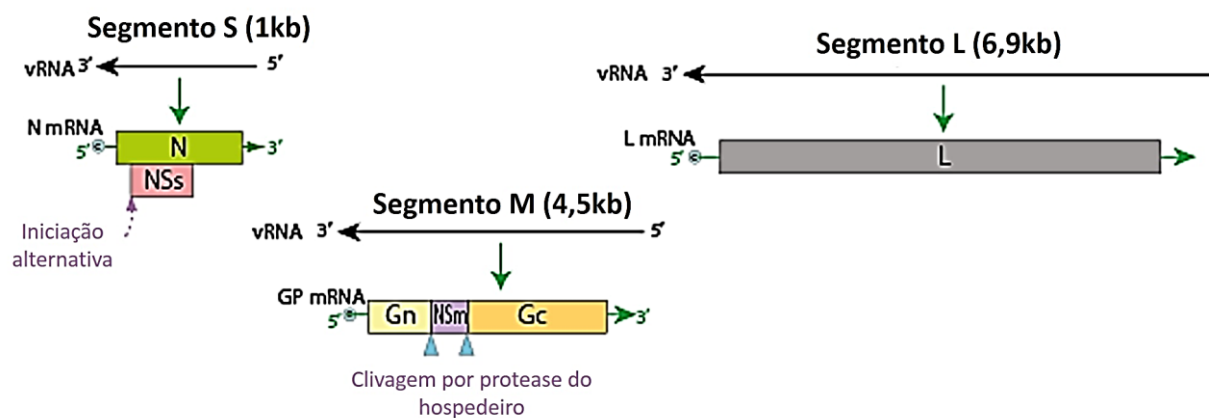 Segmento S (1kb)
vRNA 3′ 5′
N mRNA
5′ c N 3′
NSs
Iniciação
alternativa
Segmento M (4,5kb)
vRNA 3′ 5′
GP mRNA
5′ Gn NSm Gc 3′
Clivagem por protease do
hospedeiro
Segmento L (6,9kb)
vRNA 3′
L mRNA
5′ c L